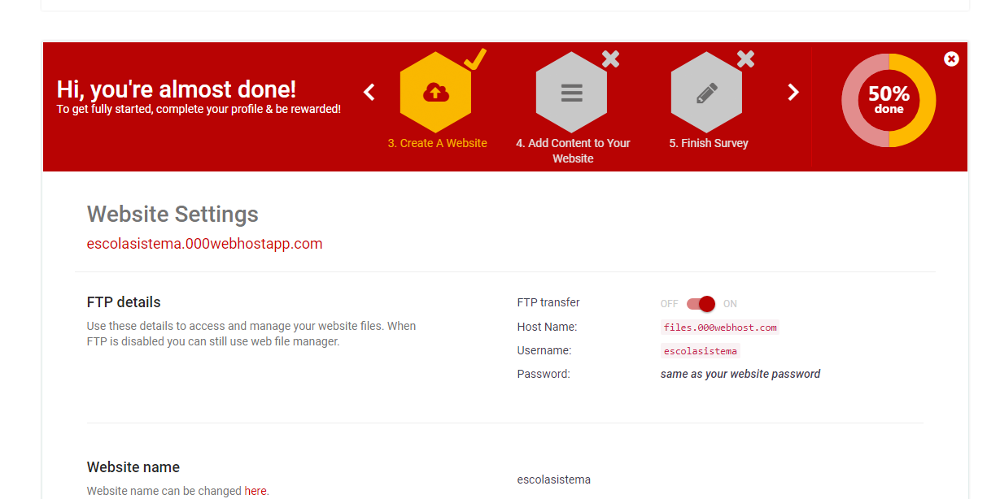 Hi, you're almost done!
To get fully started, complete your profile & be rewarded!
3. Create A Website
4. Add Content to Your
Website
5. Finish Survey
50%
done
Website Settings
escolasistema.000webhostapp.com
FTP details
Use these details to access and manage your website files. When
FTP is disabled you can still use web file manager.
FTP transfer
OFF ON
Host Name:
files.000webhost.com
Username:
escolasistema
Password:
same as your website password
Website name
Website name can be changed here.
escolasistema